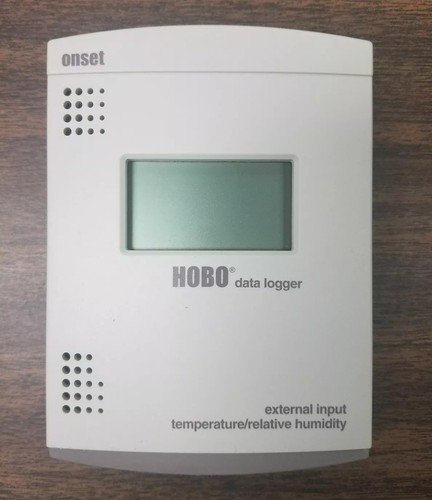 onset
HOBO® data logger
external input
temperature/relative humidity